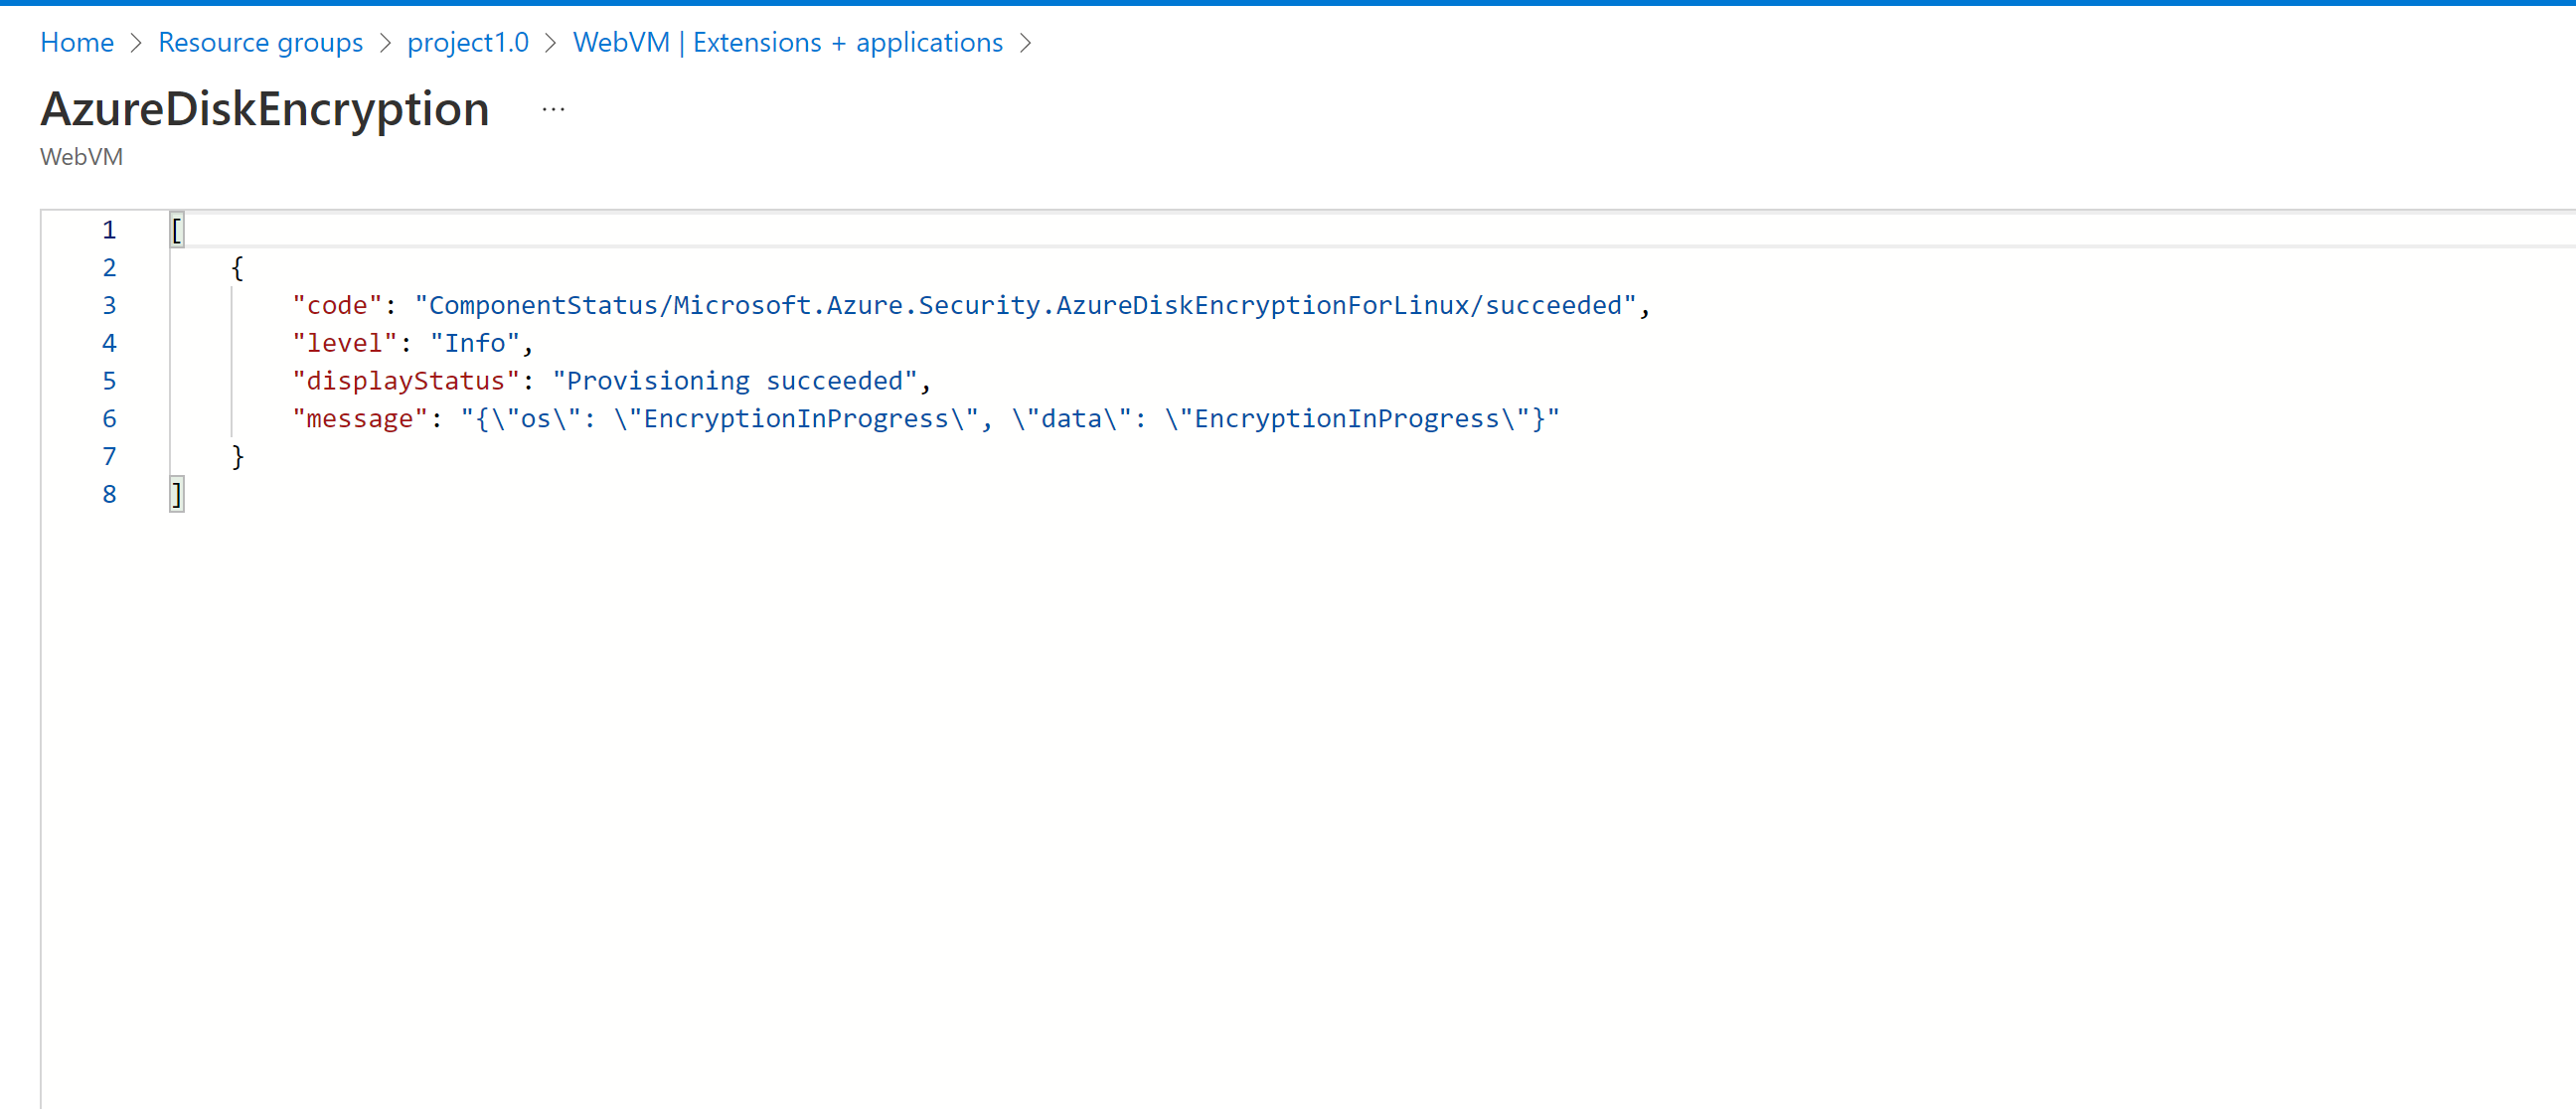 Home > Resource groups > project1.0 > WebVM | Extensions + applications >
AzureDiskEncryption ...
WebVM
1 [
2 {
3 "code": "ComponentStatus/Microsoft.Azure.Security.AzureDiskEncryptionForLinux/succeeded",
4 "level": "Info",
5 "displayStatus": "Provisioning succeeded",
6 "message": "{\"os\": \"EncryptionInProgress\", \"data\": \"EncryptionInProgress\"}"
7 }
8 ]